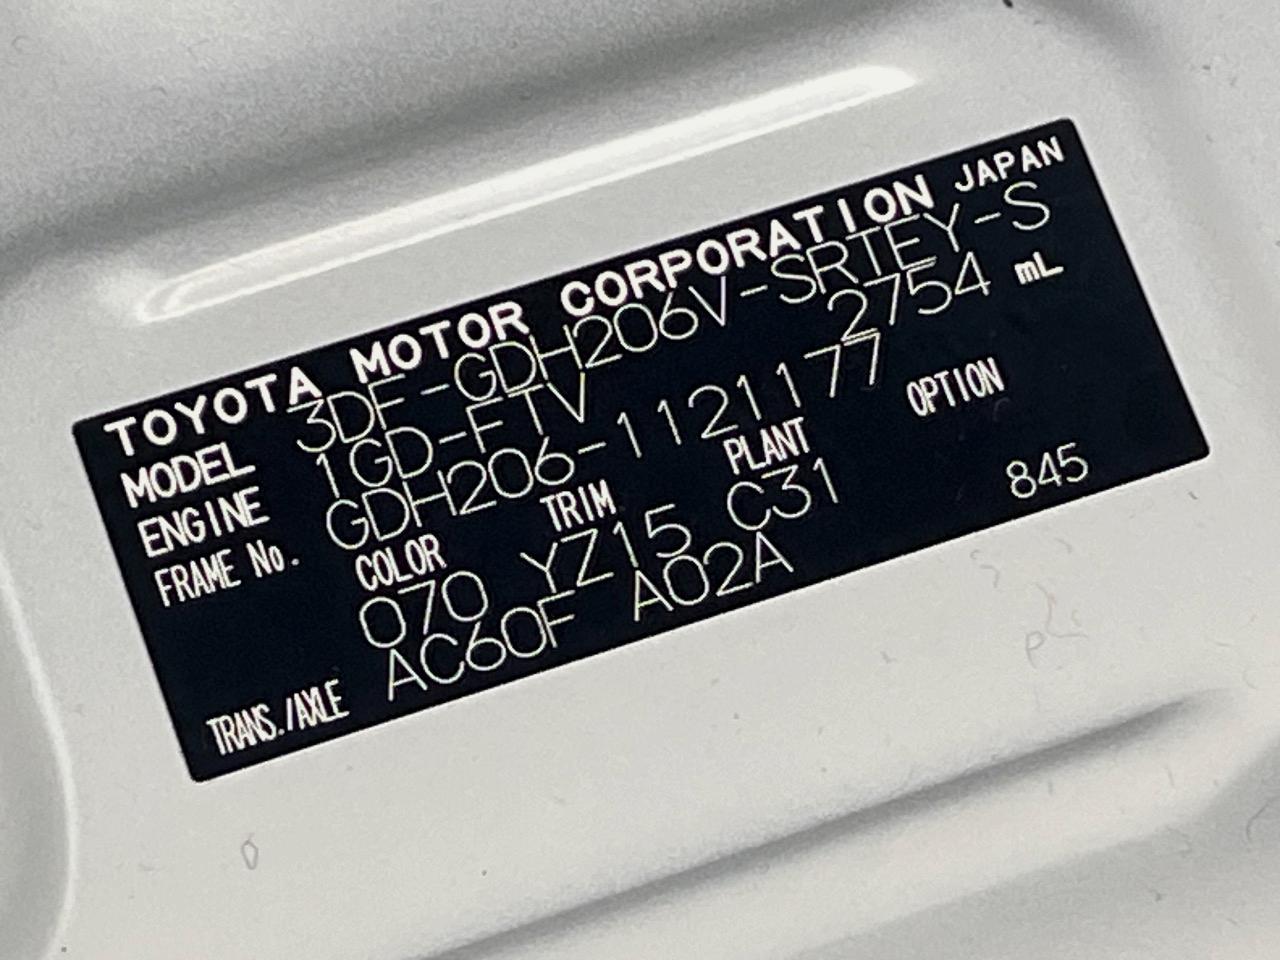 TOYOTA MOTOR CORPORATION JAPAN
MODEL 3DF-GDH206V-SRTEY-S
ENGINE 1GD-FTV 2754 mL
FRAME No. GDH206-1121177
COLOR TRIM PLANT OPTION
070 YZ15 C31 845
TRANS./AXLE AC60F A02A